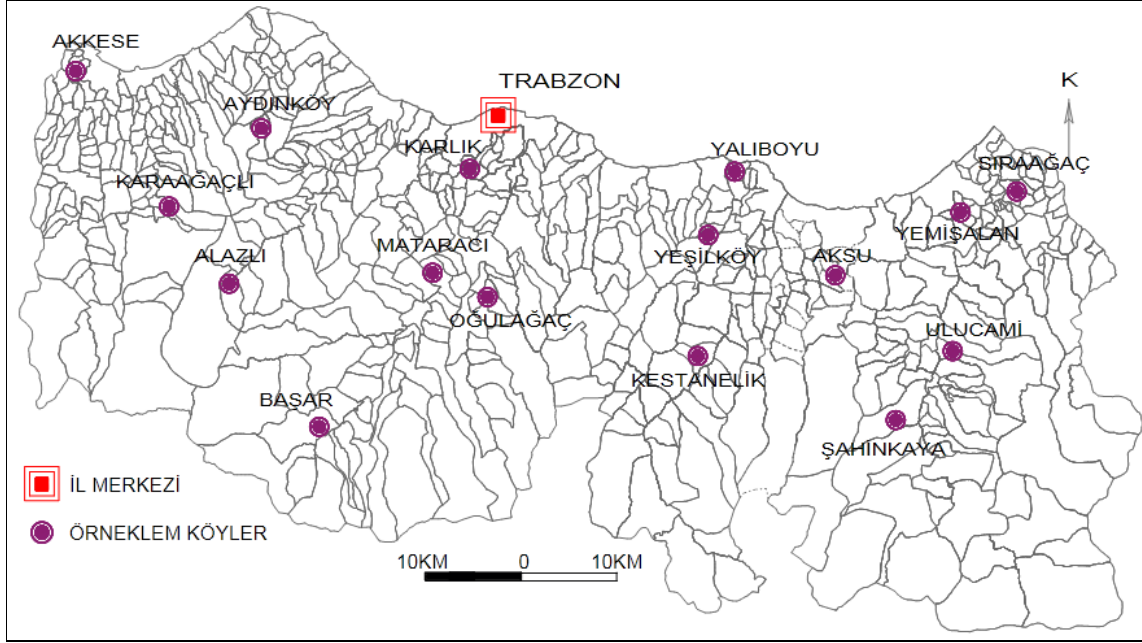 AKKESE
TRABZON
K
AYDINKÖY
KARLIK
YALIBOYU
SIRAAĞAÇ
KARAAĞAÇLI
YEMİŞALAN
MATARACI
YEŞİLKÖY
AKSU
ALAZLI
OĞULAĞAÇ
ULUCAMİ
KESTANELİK
BAŞAR
ŞAHİNKAYA
İL MERKEZİ
ÖRNEKLEM KÖYLER
10KM 0 10KM